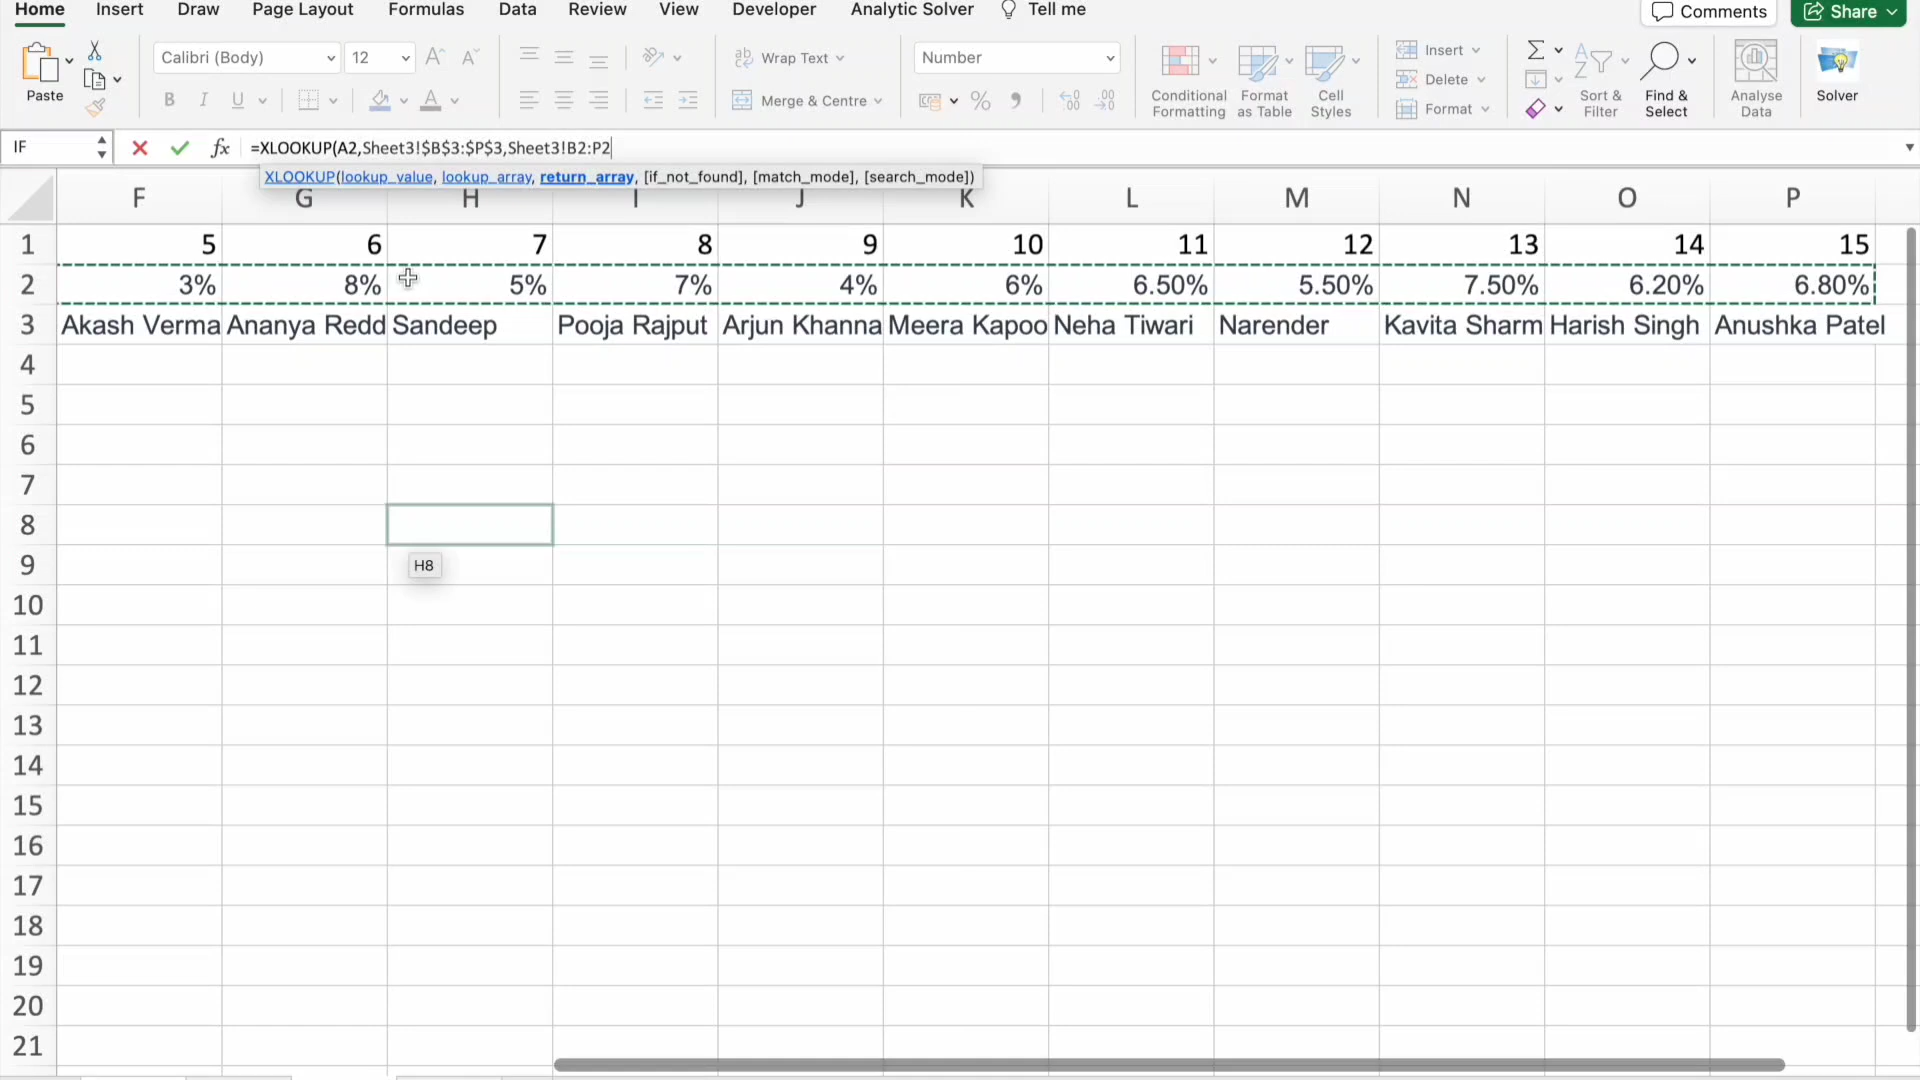 Home Insert Draw Page Layout Formulas Data Review View Developer Analytic Solver Tell me Comments Share
Paste Calibri (Body) 12 Wrap Text Merge & Centre Number Conditional Formatting Format as Table Cell Styles Insert Delete Format Sort & Filter Find & Select Analyse Data Solver
B I U
IF fx =XLOOKUP(A2,Sheet3!$B$3:$P$3,Sheet3!B2:P2
XLOOKUP(lookup_value, lookup_array, return_array, [if_not_found], [match_mode], [search_mode])
F G H I J K L M N O P
1 5 6 7 8 9 10 11 12 13 14 15
2 3% 8% 5% 7% 4% 6% 6.50% 5.50% 7.50% 6.20% 6.80%
3 Akash Verma Ananya Redd Sandeep Pooja Rajput Arjun Khanna Meera Kapoo Neha Tiwari Narender Kavita Sharm Harish Singh Anushka Patel
4
5
6
7
8
9 H8
10
11
12
13
14
15
16
17
18
19
20
21